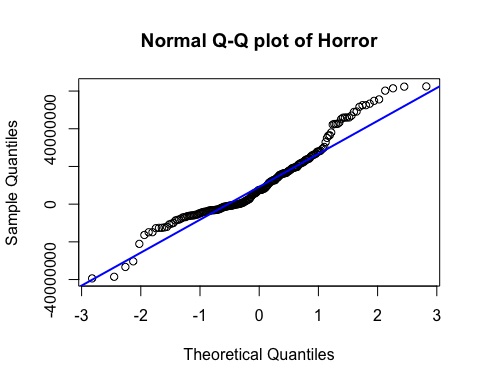 Normal Q-Q plot of Horror
Sample Quantiles
40000000
0
-40000000
-3 -2 -1 0 1 2 3
Theoretical Quantiles